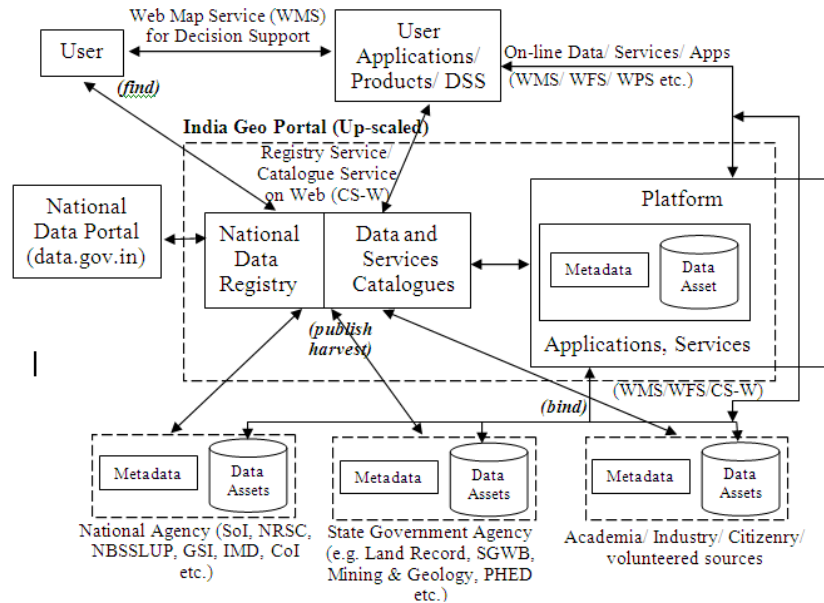 Web Map Service (WMS)
for Decision Support
User
User
Applications/
Products/ DSS
On-line Data/ Services/ Apps
(WMS/ WFS/ WPS etc.)
(find)
India Geo Portal (Up-scaled)
Registry Service/
Catalogue Service
on Web (CS-W)
National
Data Portal
(data.gov.in)
National
Data
Registry
Data and
Services
Catalogues
Platform
Metadata
Data
Asset
Applications, Services
(publish
harvest)
(bind)
(WMS/WFS/CS-W)
Metadata
Data
Assets
National Agency (SoI, NRSC,
NBSSLUP, GSI, IMD, CoI
etc.)
Metadata
Data
Assets
State Government Agency
(e.g. Land Record, SGWB,
Mining & Geology, PHED
etc.)
Metadata
Data
Assets
Academia/ Industry/ Citizenry/
volunteered sources